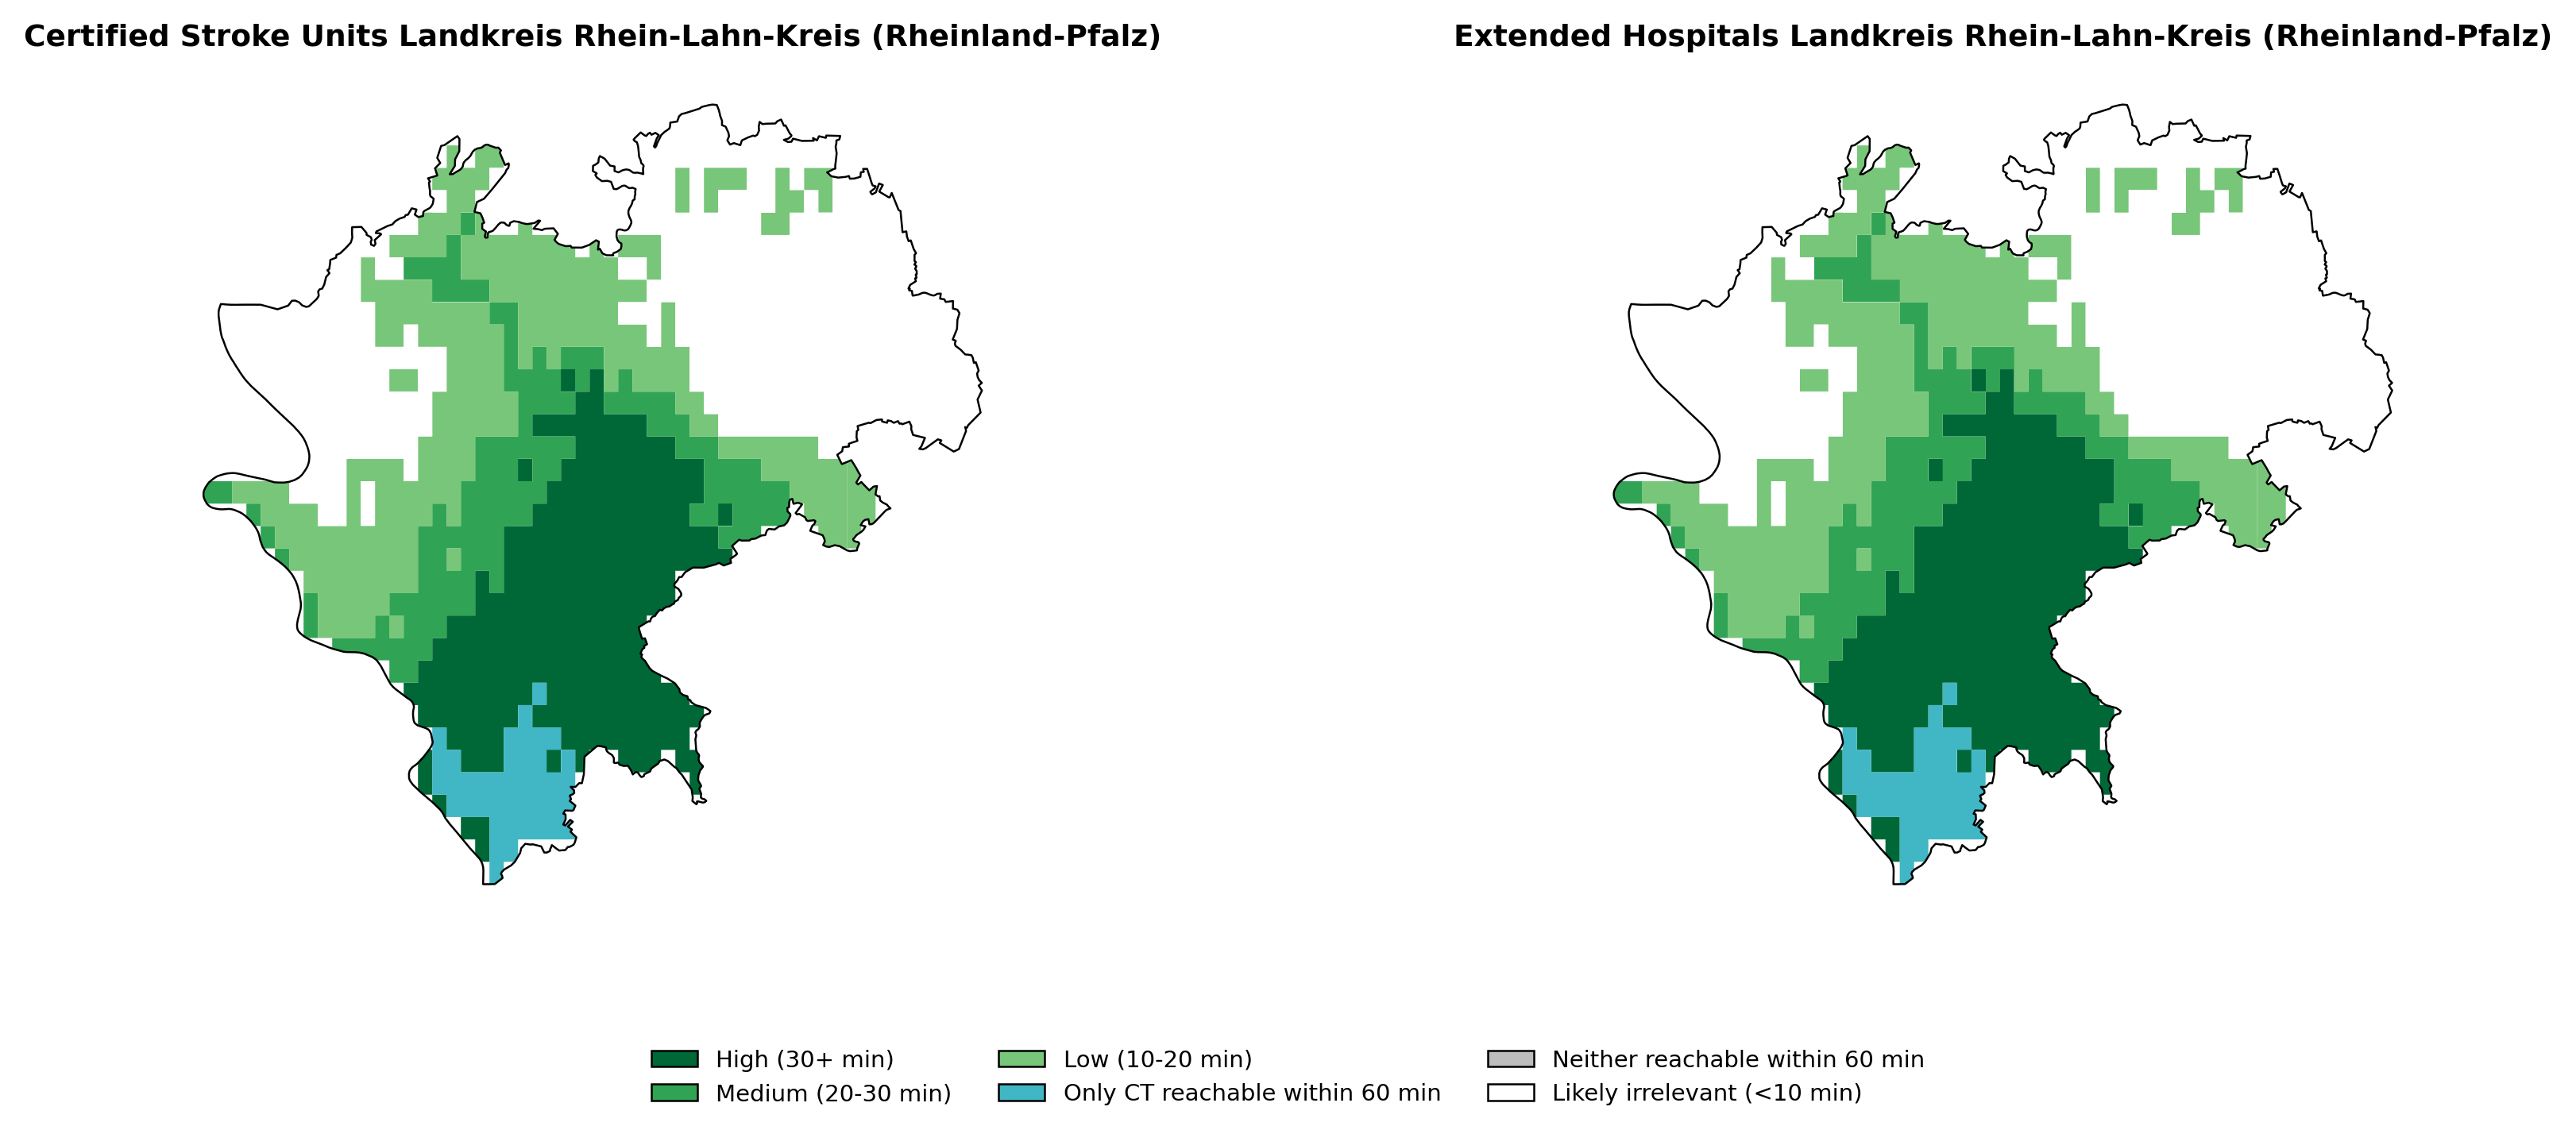 Certified Stroke Units Landkreis Rhein-Lahn-Kreis (Rheinland-Pfalz)
Extended Hospitals Landkreis Rhein-Lahn-Kreis (Rheinland-Pfalz)
High (30+ min)
Medium (20-30 min)
Low (10-20 min)
Only CT reachable within 60 min
Neither reachable within 60 min
Likely irrelevant (<10 min)